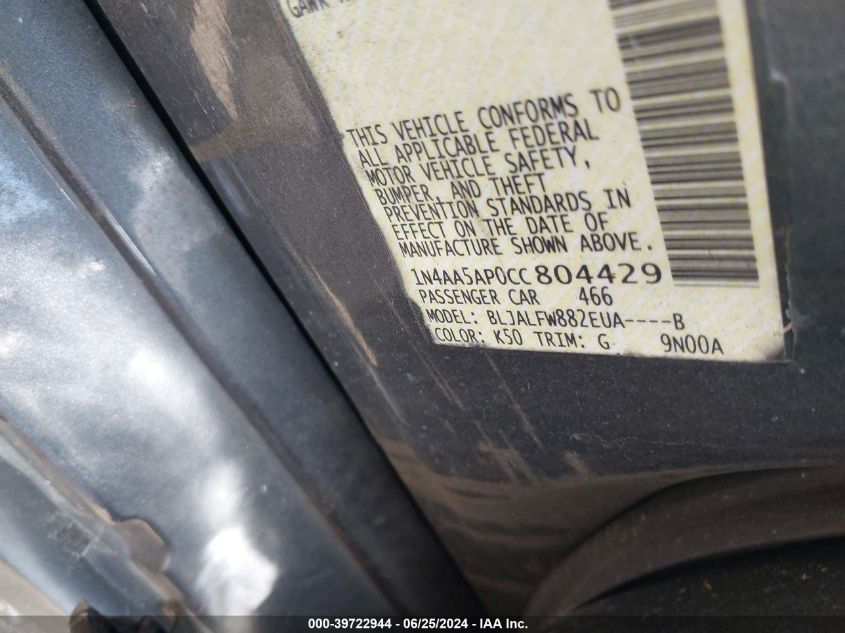 GAWR
THIS VEHICLE CONFORMS TO
ALL APPLICABLE FEDERAL
MOTOR VEHICLE SAFETY,
BUMPER, AND THEFT
PREVENTION STANDARDS IN
EFFECT ON THE DATE OF
MANUFACTURE SHOWN ABOVE.
1N4AA5AP0CC804429
PASSENGER CAR 466
MODEL: BLJALFW882EUA----B
COLOR: K50 TRIM: G 9N00A
000-39722944 - 06/25/2024 - IAA Inc.